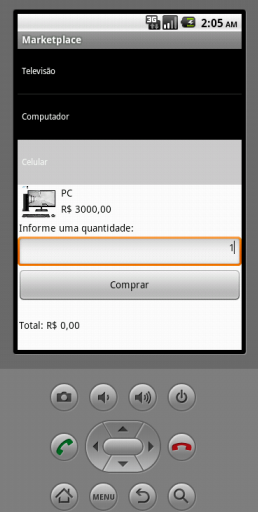 3G
2:05 AM
Marketplace
Televisão
Computador
Celular
PC
R$ 3000,00
Informe uma quantidade:
1
Comprar
Total: R$ 0,00
MENU